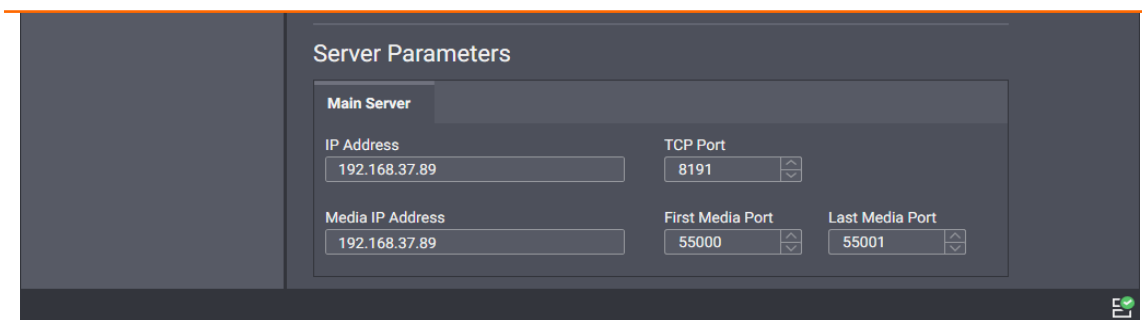 Server Parameters
Main Server
IP Address
TCP Port
192.168.37.89
8191
Media IP Address
First Media Port
Last Media Port
192.168.37.89
55000
55001